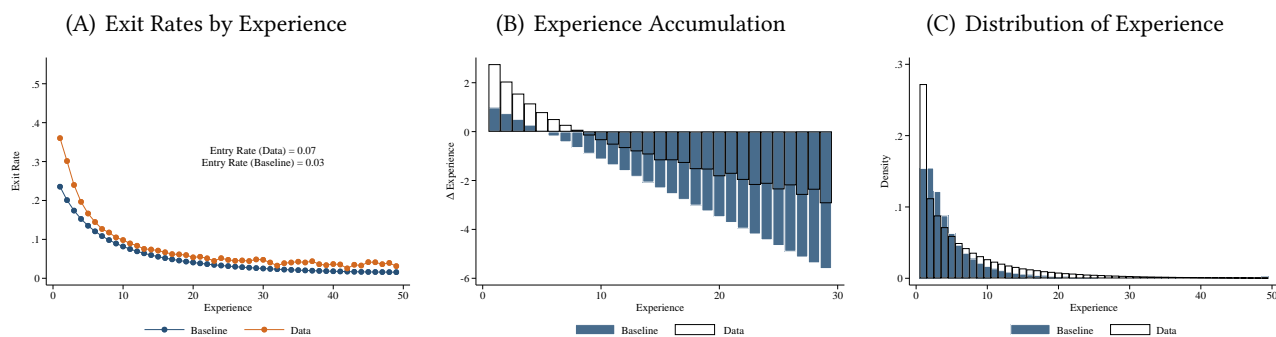 (A) Exit Rates by Experience
.5
.4
.3
.2
.1
0
Exit Rate
Entry Rate (Data) = 0.07
Entry Rate (Baseline) = 0.03
0 10 20 30 40 50
Experience
Baseline Data
(B) Experience Accumulation
2
0
-2
-4
-6
Δ Experience
0 10 20 30
Experience
Baseline Data
(C) Distribution of Experience
.3
.2
.1
0
Density
0 10 20 30 40 50
Experience
Baseline Data